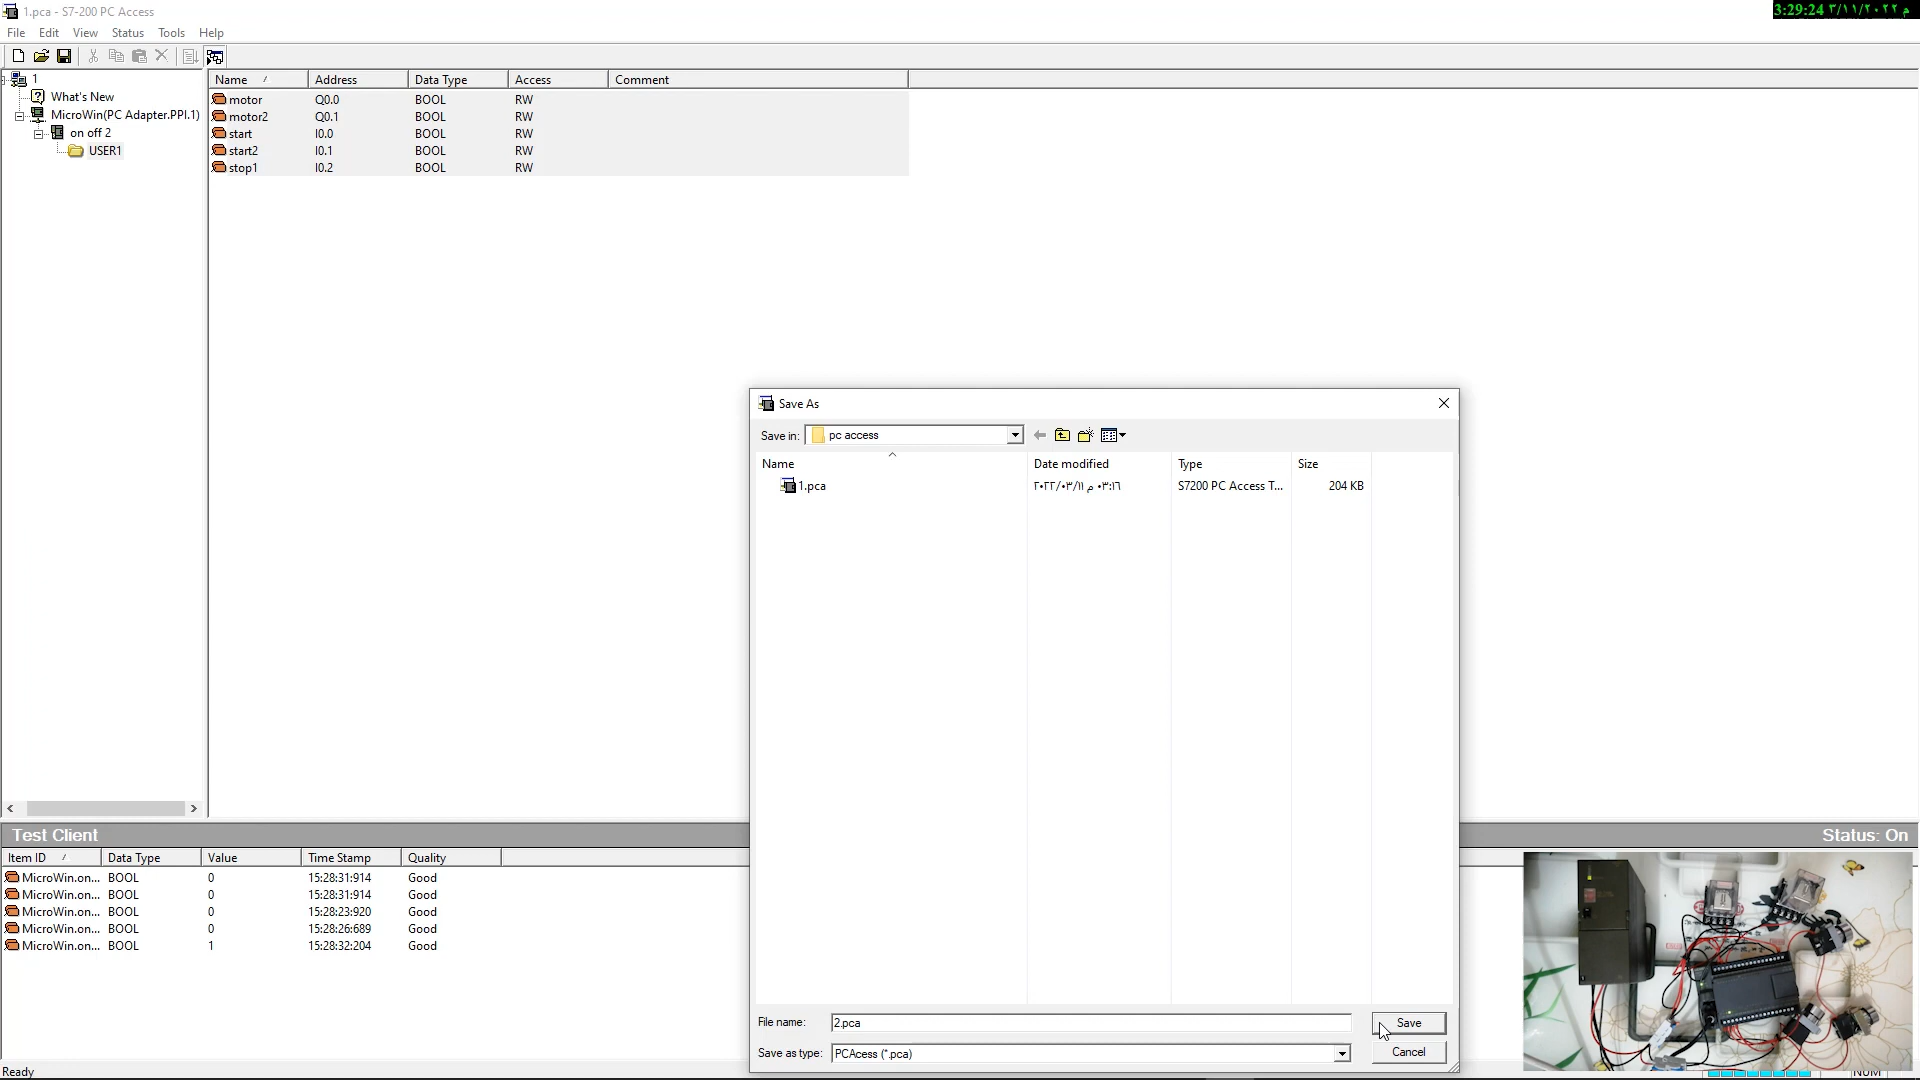 1.pca - S7-200 PC Access
3:29:24 م ٣/١١/٢٠٢٢
File Edit View Status Tools Help
1
What's New
MicroWin(PC Adapter.PPI.1)
on off 2
USER1
Name Address Data Type Access Comment
motor Q0.0 BOOL RW
motor2 Q0.1 BOOL RW
start I0.0 BOOL RW
start2 I0.1 BOOL RW
stop1 I0.2 BOOL RW
Save As
Save in: pc access
Name Date modified Type Size
1.pca ٢٠٢٢/٠٣/١١ م ٠٣:١٦ S7200 PC Access T... 204 KB
File name: 2.pca Save
Save as type: PCAcess (*.pca) Cancel
Test Client Status: On
Item ID Data Type Value Time Stamp Quality
MicroWin.on... BOOL 0 15:28:31:914 Good
MicroWin.on... BOOL 0 15:28:31:914 Good
MicroWin.on... BOOL 0 15:28:23:920 Good
MicroWin.on... BOOL 0 15:28:26:689 Good
MicroWin.on... BOOL 1 15:28:32:204 Good
Ready NUM